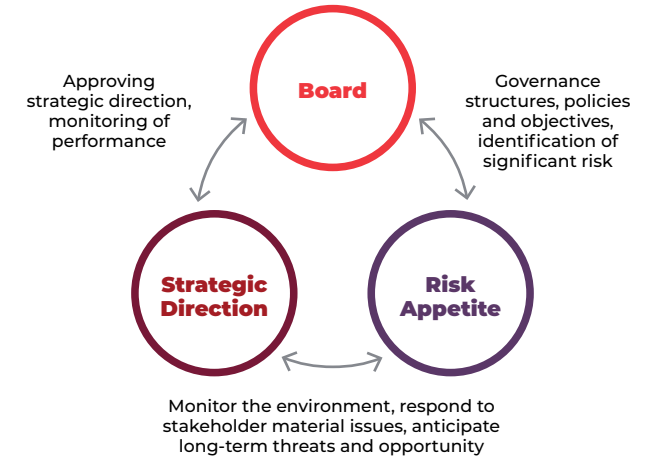 Board
Approving
strategic direction,
monitoring of
performance
Governance
structures, policies
and objectives,
identification of
significant risk
Strategic
Direction
Risk
Appetite
Monitor the environment, respond to
stakeholder material issues, anticipate
long-term threats and opportunity